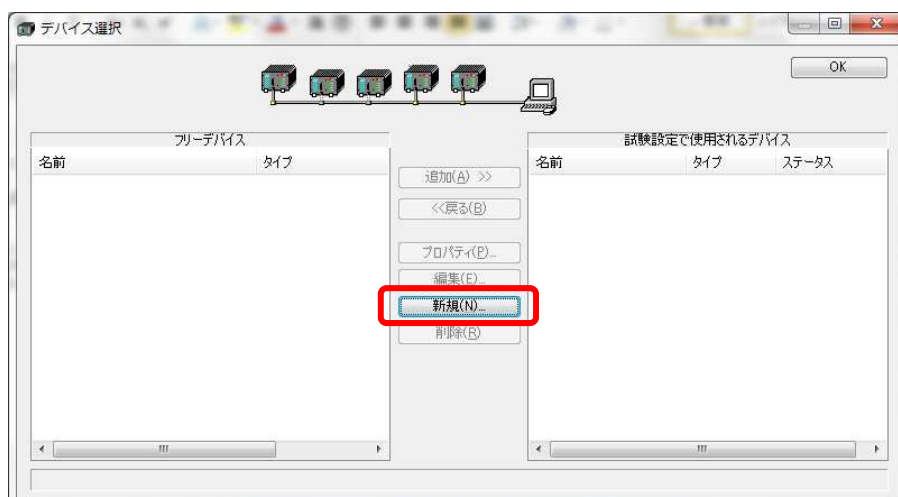 デバイス選択
OK
フリーデバイス
名前 タイプ
追加(A) >>
<<戻る(B)
プロパティ(P)...
編集(E)...
新規(N)...
削除(R)
試験設定で使用されるデバイス
名前 タイプ ステータス